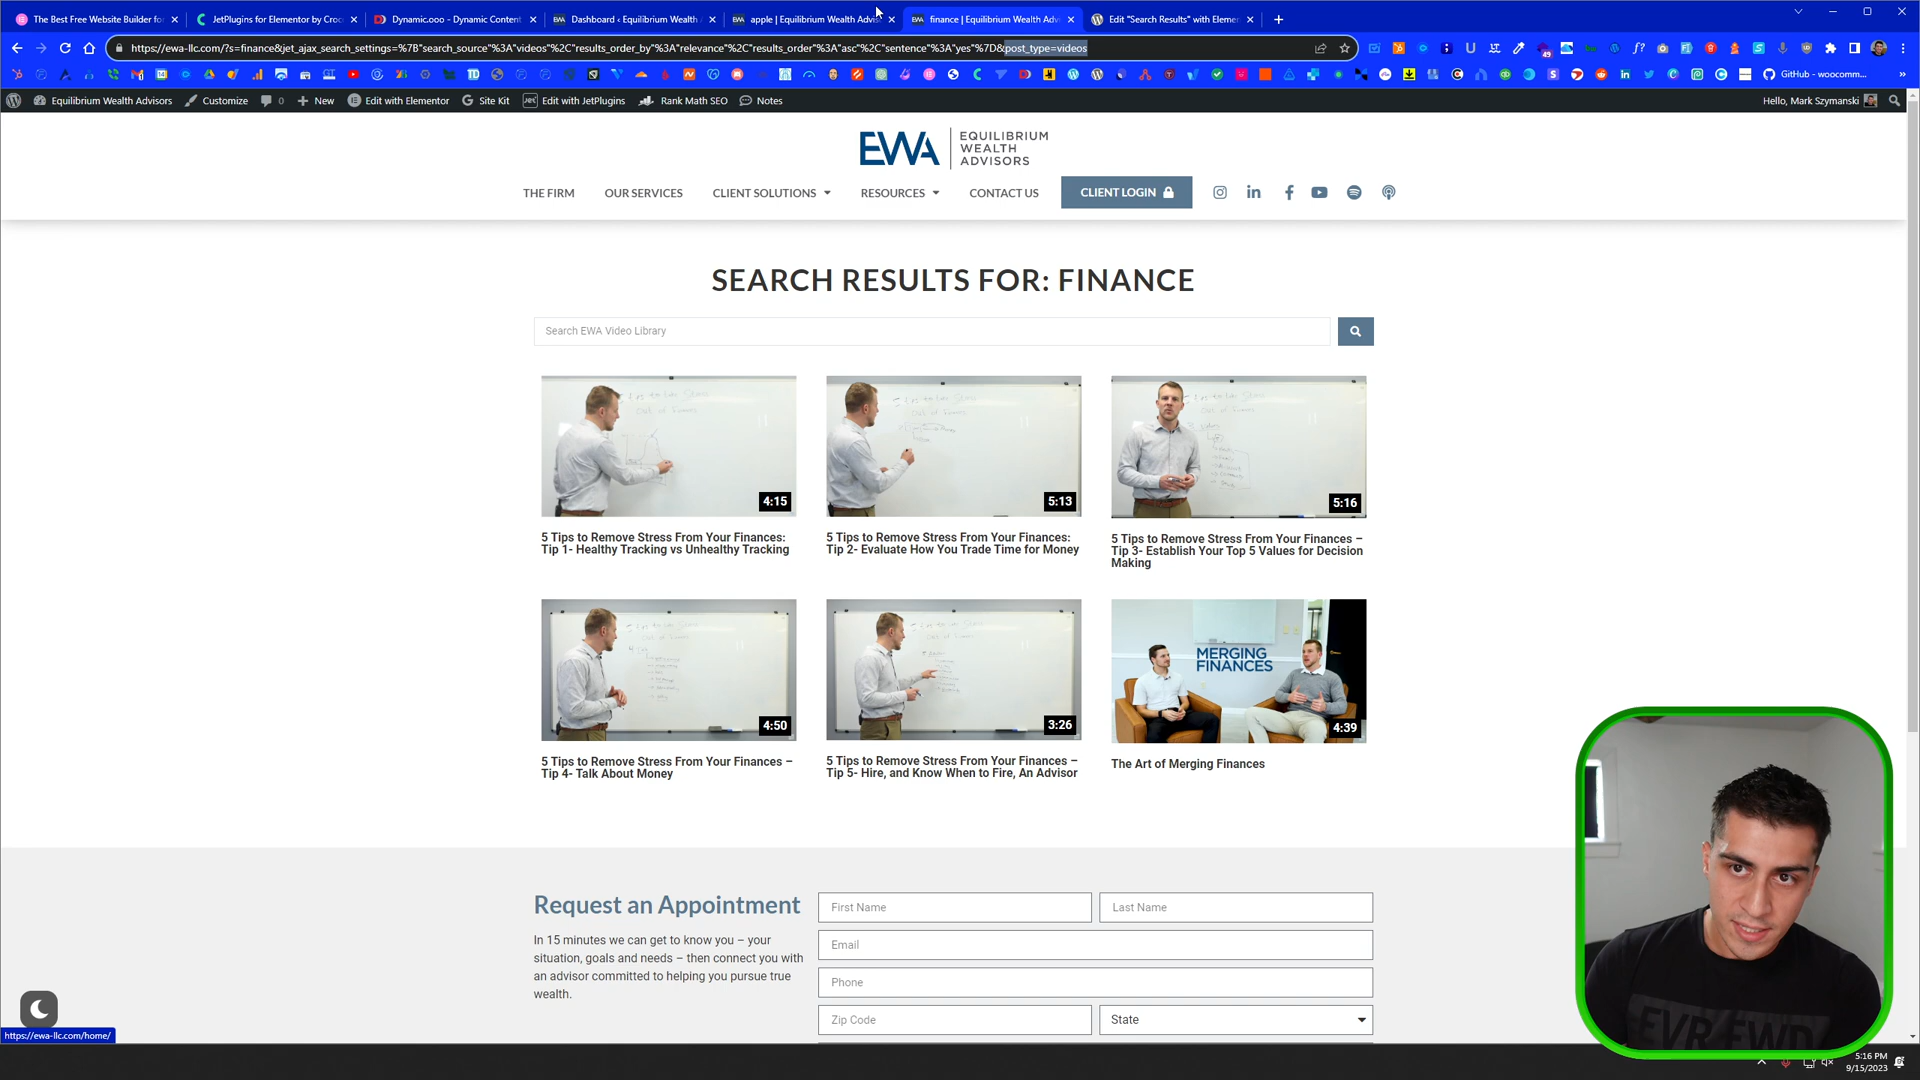 The Best Free Website Builder for
JetPlugins for Elementor by Croc
Dynamic.ooo - Dynamic Content
Dashboard ‹ Equilibrium Wealth
apple | Equilibrium Wealth Advis
finance | Equilibrium Wealth Advi
Edit "Search Results" with Eleme
https://ewa-llc.com/?s=finance&jet_ajax_search_settings=%7B"search_source"%3A"videos"%2C"results_order_by"%3A"relevance"%2C"results_order"%3A"asc"%2C"sentence"%3A"yes"%7D&post_type=videos
GitHub - woocomm...
Equilibrium Wealth Advisors
Customize
0
New
Edit with Elementor
Site Kit
Edit with JetPlugins
Rank Math SEO
Notes
Hello, Mark Szymanski
EWA
EQUILIBRIUM
WEALTH
ADVISORS
THE FIRM
OUR SERVICES
CLIENT SOLUTIONS
RESOURCES
CONTACT US
CLIENT LOGIN
SEARCH RESULTS FOR: FINANCE
Search EWA Video Library
4:15
5:13
5:16
5 Tips to Remove Stress From Your Finances:
Tip 1- Healthy Tracking vs Unhealthy Tracking
5 Tips to Remove Stress From Your Finances:
Tip 2- Evaluate How You Trade Time for Money
5 Tips to Remove Stress From Your Finances –
Tip 3- Establish Your Top 5 Values for Decision
Making
4:50
3:26
MERGING
FINANCES
4:39
5 Tips to Remove Stress From Your Finances –
Tip 4- Talk About Money
5 Tips to Remove Stress From Your Finances –
Tip 5- Hire, and Know When to Fire, An Advisor
The Art of Merging Finances
Request an Appointment
In 15 minutes we can get to know you – your
situation, goals and needs – then connect you with
an advisor committed to helping you pursue true
wealth.
First Name
Last Name
Email
Phone
Zip Code
State
https://ewa-llc.com/home/
EVR FWD
5:16 PM
9/15/2023